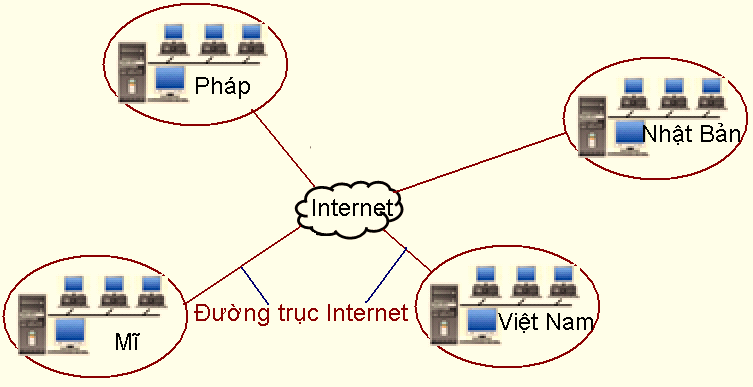 Pháp
Nhật Bản
Internet
Đường trục Internet
Việt Nam
Mĩ